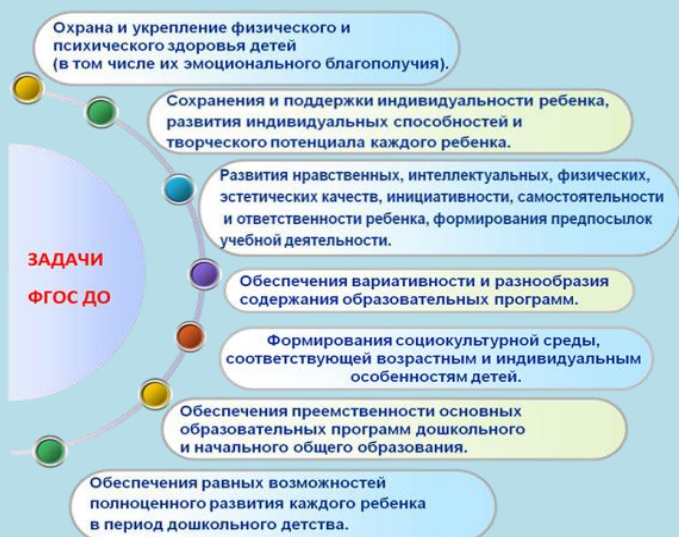 Охрана и укрепление физического и
психического здоровья детей
(в том числе их эмоционального благополучия).
Сохранения и поддержки индивидуальности ребенка,
развития индивидуальных способностей и
творческого потенциала каждого ребенка.
Развития нравственных, интеллектуальных, физических,
эстетических качеств, инициативности, самостоятельности
и ответственности ребенка, формирования предпосылок
учебной деятельности.
ЗАДАЧИ
ФГОС ДО
Обеспечения вариативности и разнообразия
содержания образовательных программ.
Формирования социокультурной среды,
соответствующей возрастным и индивидуальным
особенностям детей.
Обеспечения преемственности основных
образовательных программ дошкольного
и начального общего образования.
Обеспечения равных возможностей
полноценного развития каждого ребенка
в период дошкольного детства.